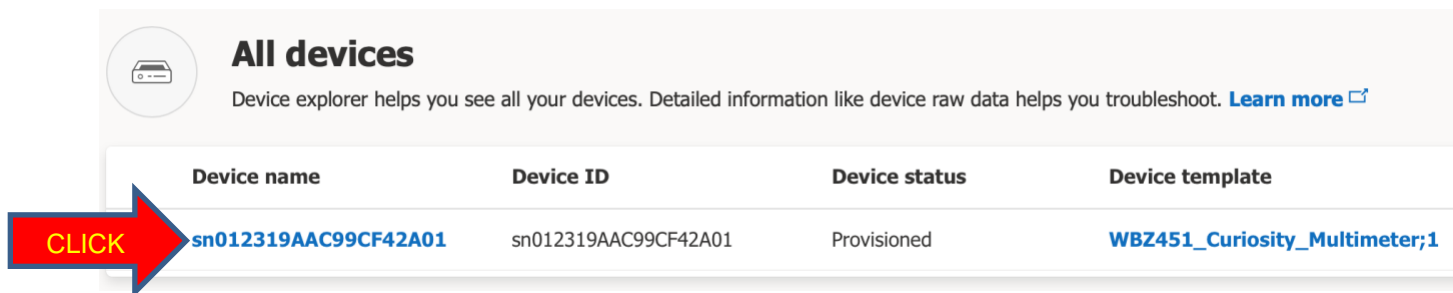 All devices
Device explorer helps you see all your devices. Detailed information like device raw data helps you troubleshoot. Learn more
Device name Device ID Device status Device template
CLICK sn012319AAC99CF42A01 sn012319AAC99CF42A01 Provisioned WBZ451_Curiosity_Multimeter;1